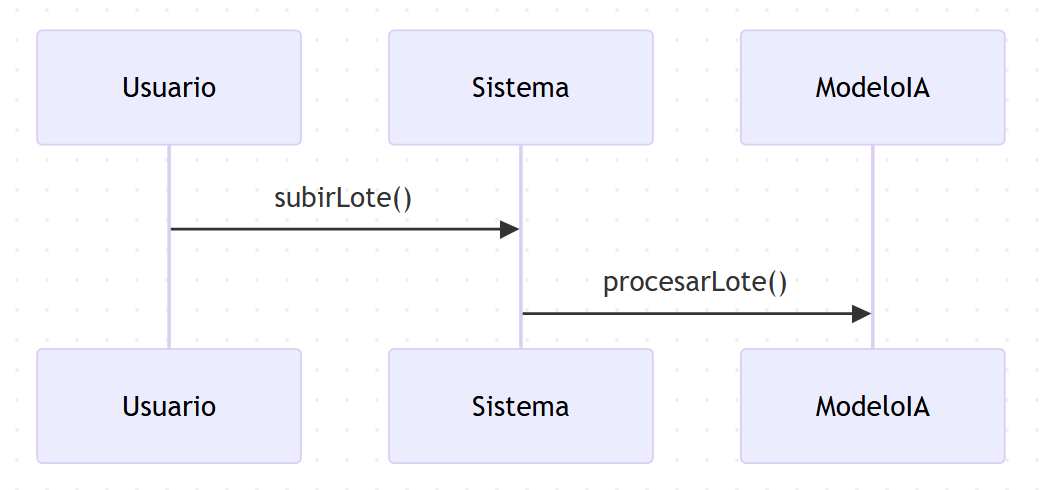 Usuario
Sistema
ModeloIA
subirLote()
procesarLote()
Usuario
Sistema
ModeloIA